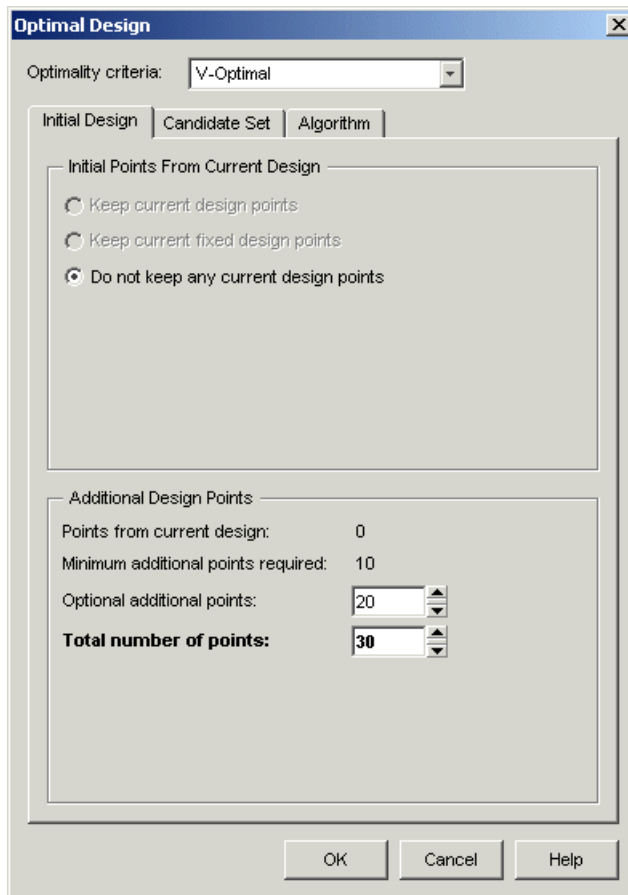 Optimal Design
Optimality criteria: V-Optimal
Initial Design Candidate Set Algorithm
Initial Points From Current Design
Keep current design points
Keep current fixed design points
Do not keep any current design points
Additional Design Points
Points from current design: 0
Minimum additional points required: 10
Optional additional points: 20
Total number of points: 30
OK Cancel Help